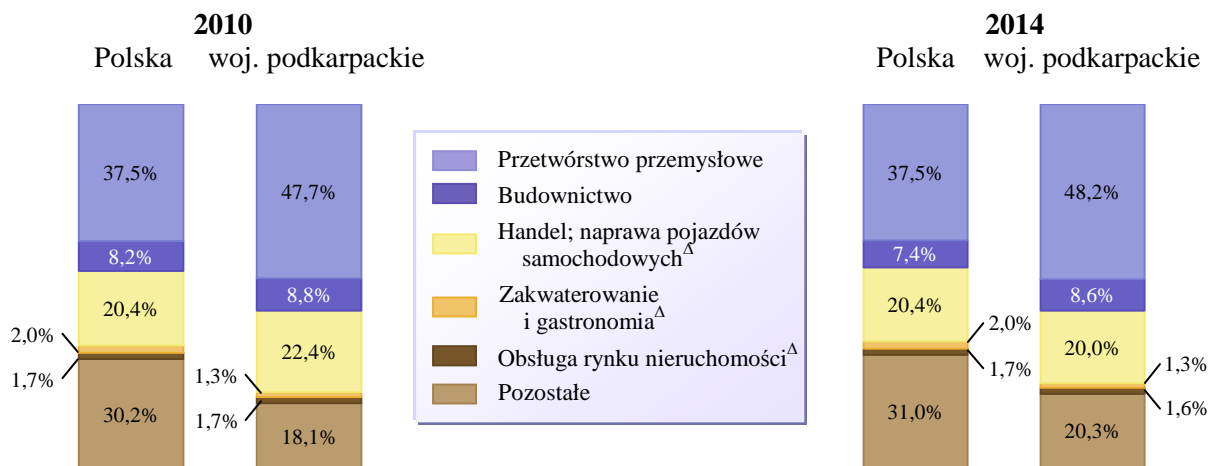 2010
Polska woj. podkarpackie
37,5%
8,2%
20,4%
2,0%
1,7%
30,2%
47,7%
8,8%
22,4%
1,3%
1,7%
18,1%
Przetwórstwo przemysłowe
Budownictwo
Handel; naprawa pojazdów
samochodowych^Δ
Zakwaterowanie
i gastronomia^Δ
Obsługa rynku nieruchomości^Δ
Pozostałe
2014
Polska woj. podkarpackie
37,5%
7,4%
20,4%
2,0%
1,7%
31,0%
48,2%
8,6%
20,0%
1,3%
1,6%
20,3%